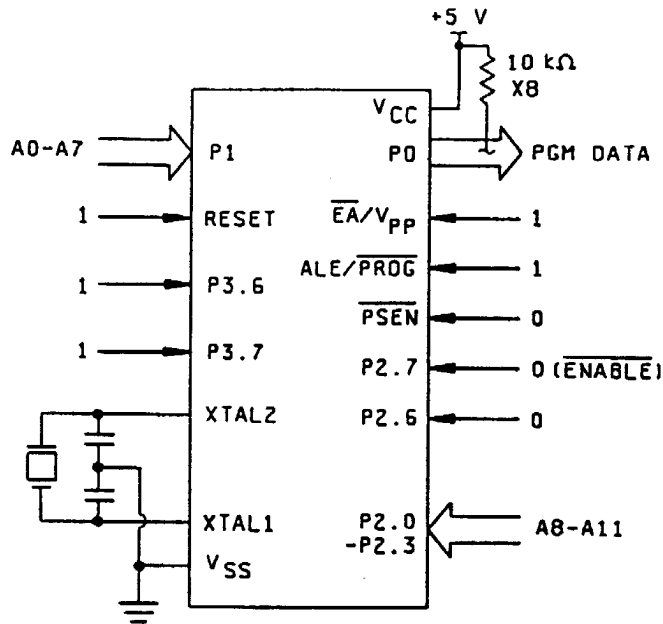 +5 V
10 kΩ
X8
VCC
A0-A7
P1
P0
PGM DATA
1
RESET
EA/VPP
1
ALE/PROG
1
1
P3.6
PSEN
0
1
P3.7
P2.7
0 (ENABLE)
XTAL2
P2.6
0
XTAL1
P2.0
-P2.3
A8-A11
VSS